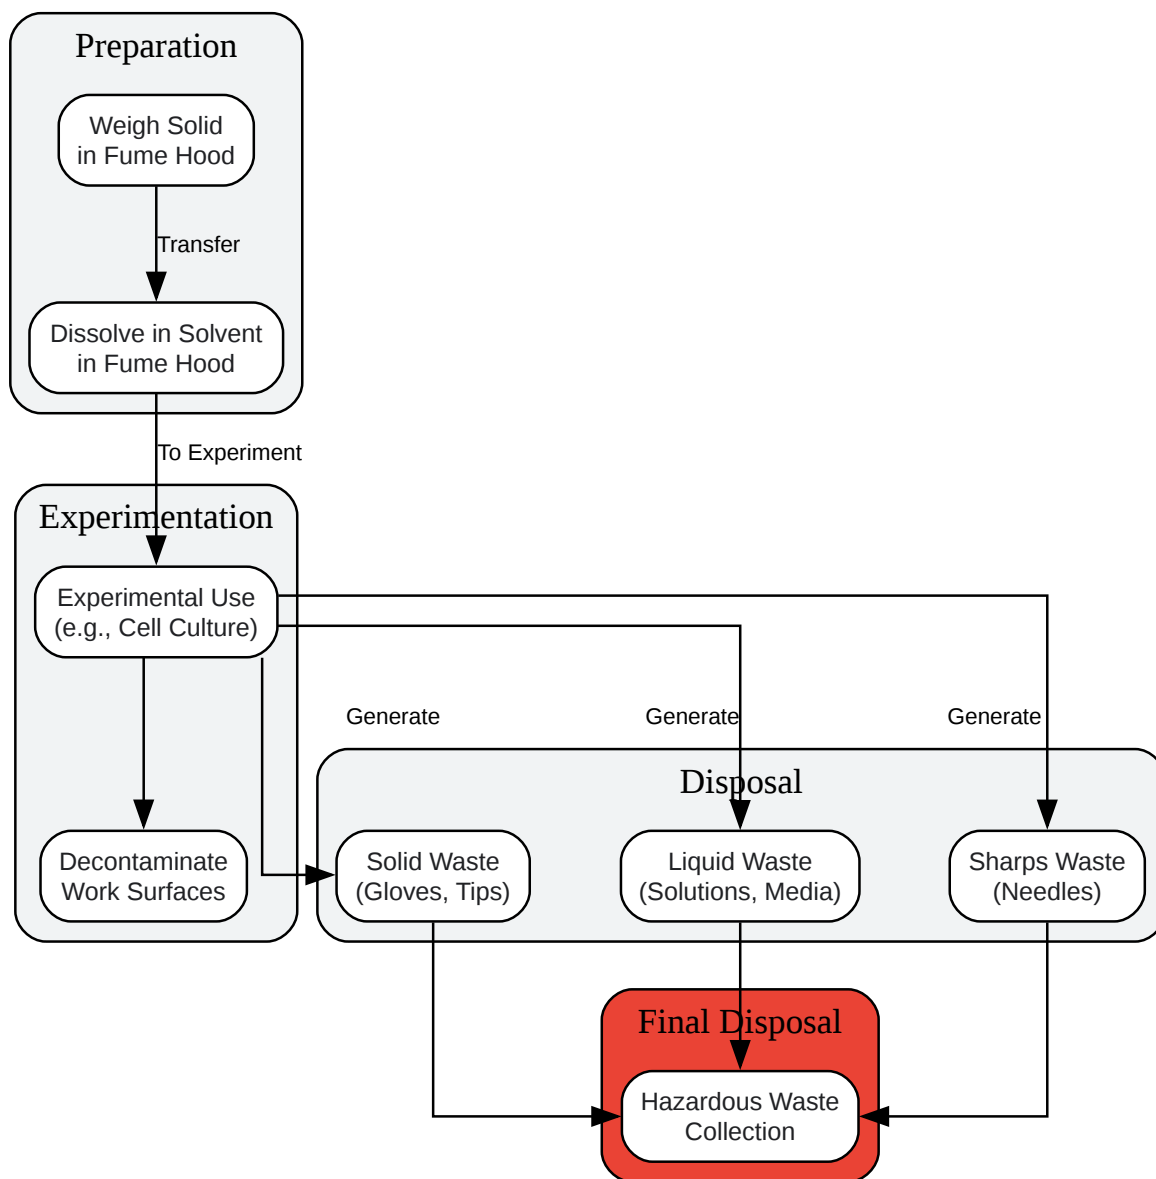 Preparation
Weigh Solid
in Fume Hood
Transfer
Dissolve in Solvent
in Fume Hood
To Experiment
Experimentation
Experimental Use
(e.g., Cell Culture)
Generate
Generate
Generate
Disposal
Decontaminate
Work Surfaces
Solid Waste
(Gloves, Tips)
Liquid Waste
(Solutions, Media)
Sharps Waste
(Needles)
Final Disposal
Hazardous Waste
Collection